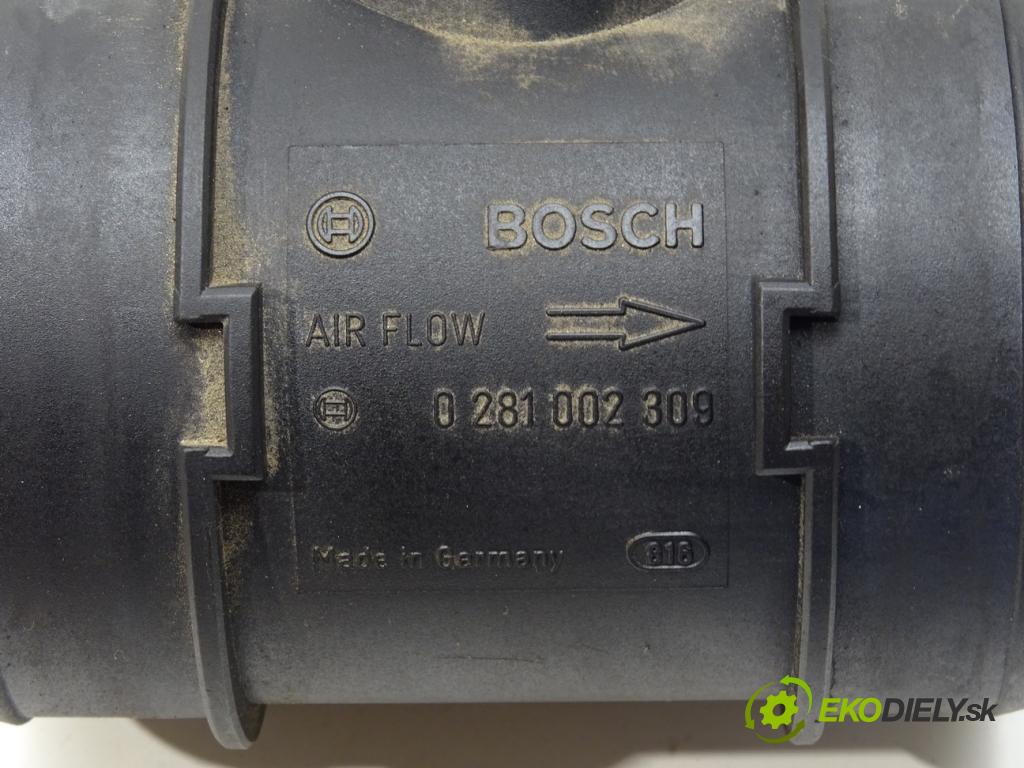 BOSCH
AIR FLOW
0 281 002 309
Made in Germany 816
EKODIELY.sk